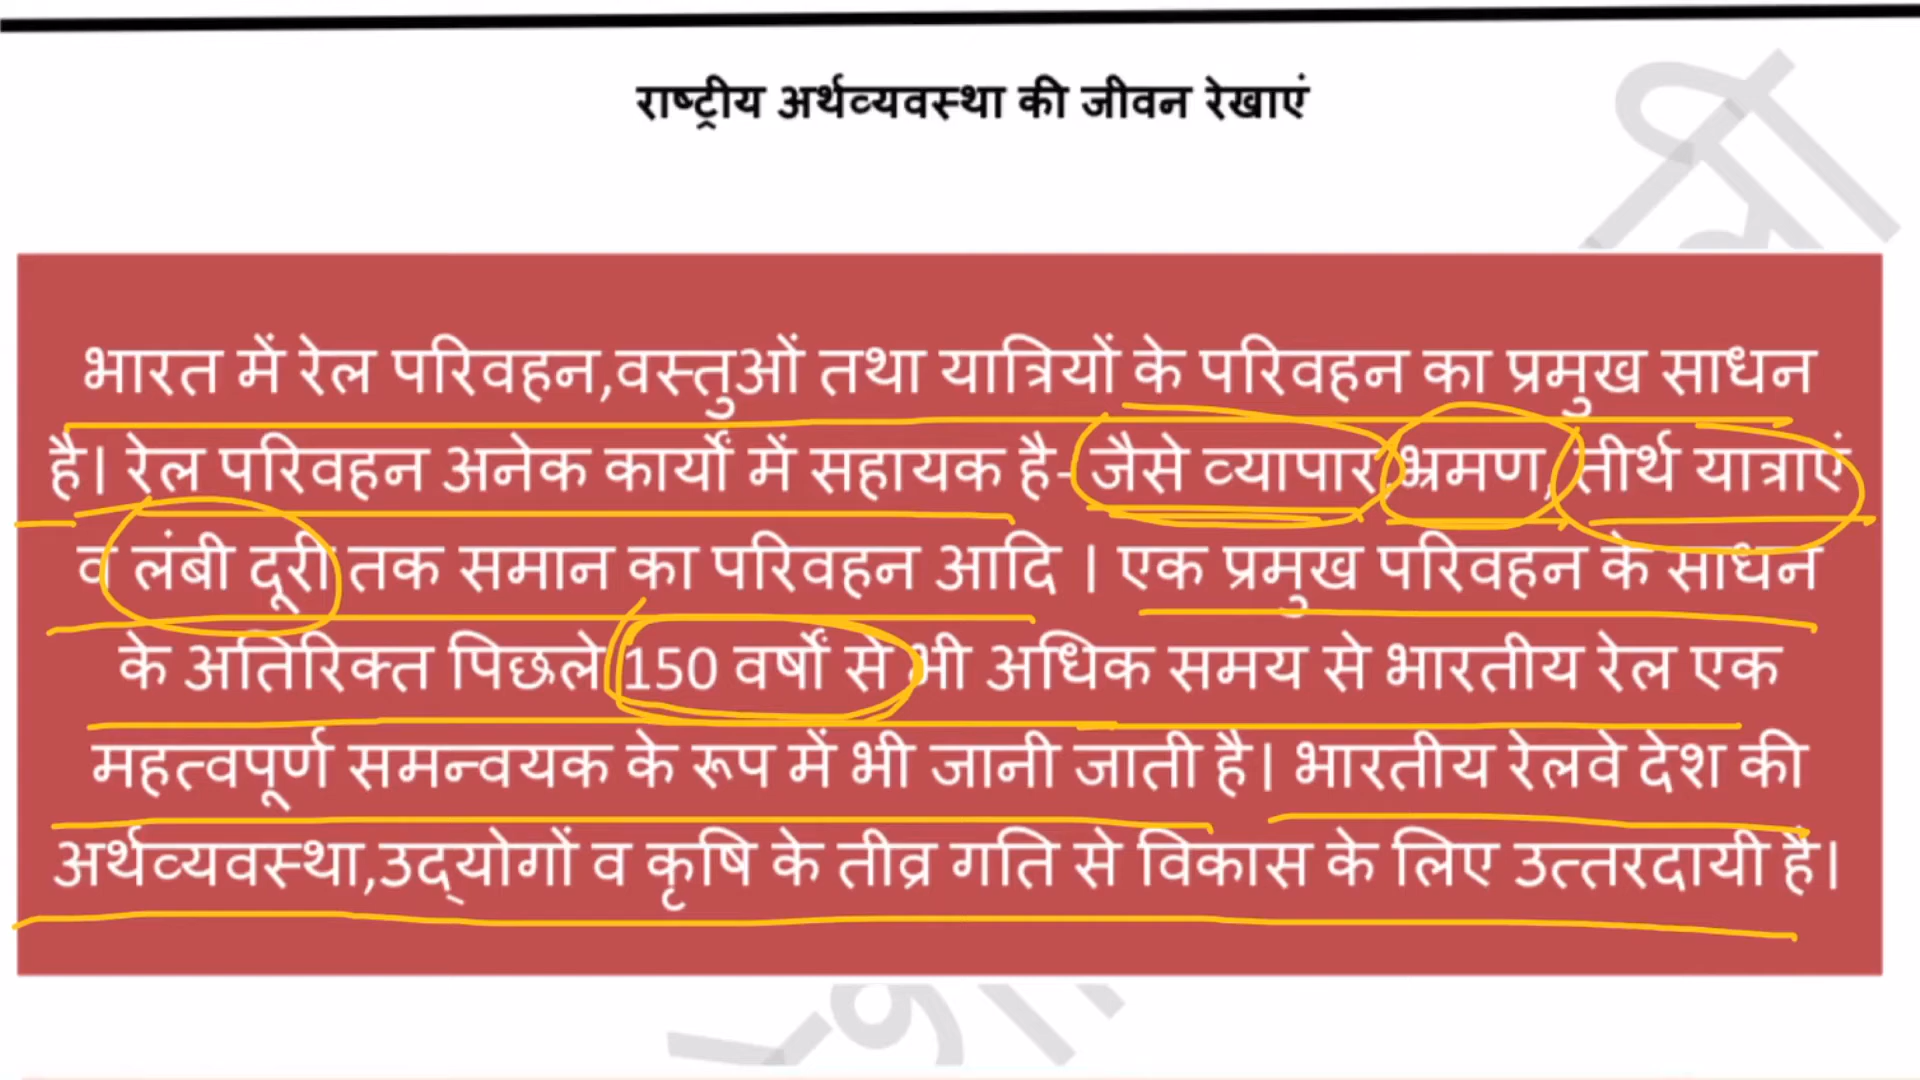 राष्ट्रीय अर्थव्यवस्था की जीवन रेखाएं
भारत में रेल परिवहन,वस्तुओं तथा यात्रियों के परिवहन का प्रमुख साधन
है। रेल परिवहन अनेक कार्यों में सहायक है- जैसे व्यापार,भ्रमण, तीर्थ यात्राएं
व लंबी दूरी तक समान का परिवहन आदि । एक प्रमुख परिवहन के साधन
के अतिरिक्त पिछले 150 वर्षों से भी अधिक समय से भारतीय रेल एक
महत्वपूर्ण समन्वयक के रूप में भी जानी जाती है। भारतीय रेलवे देश की
अर्थव्यवस्था,उद्योगों व कृषि के तीव्र गति से विकास के लिए उत्तरदायी है।